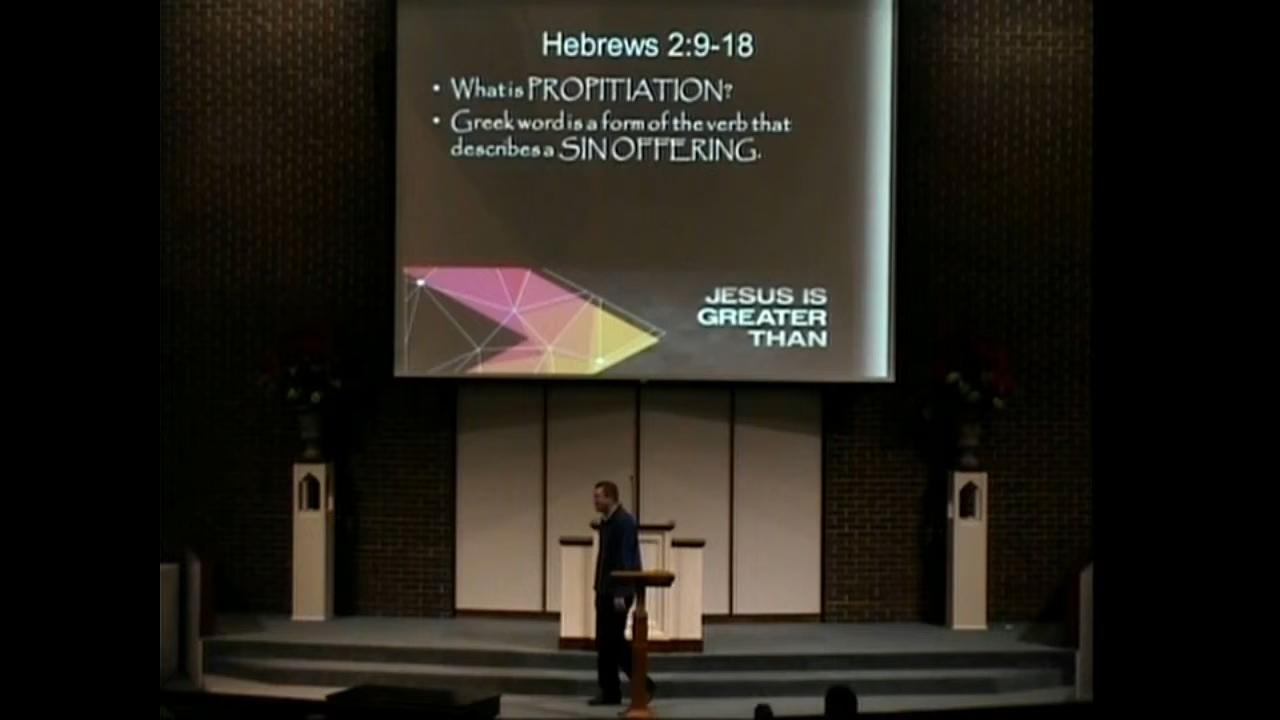 Hebrews 2:9-18
• What is PROPITIATION?
• Greek word is a form of the verb that
describes a SIN OFFERING.
JESUS IS
GREATER
THAN